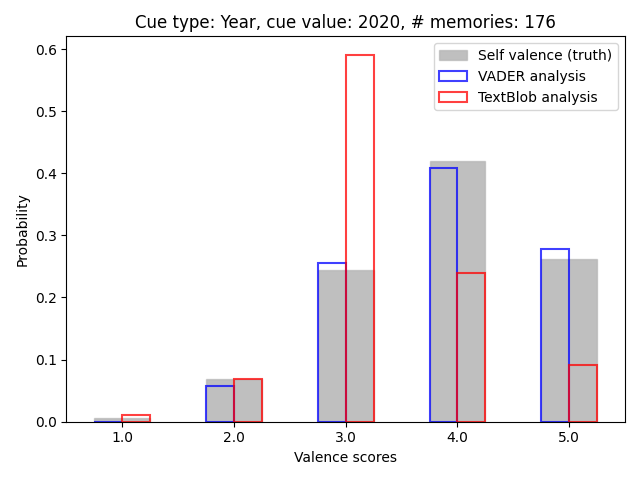 Cue type: Year, cue value: 2020, # memories: 176
Self valence (truth)
VADER analysis
TextBlob analysis
Probability
0.6
0.5
0.4
0.3
0.2
0.1
0.0
1.0 2.0 3.0 4.0 5.0
Valence scores